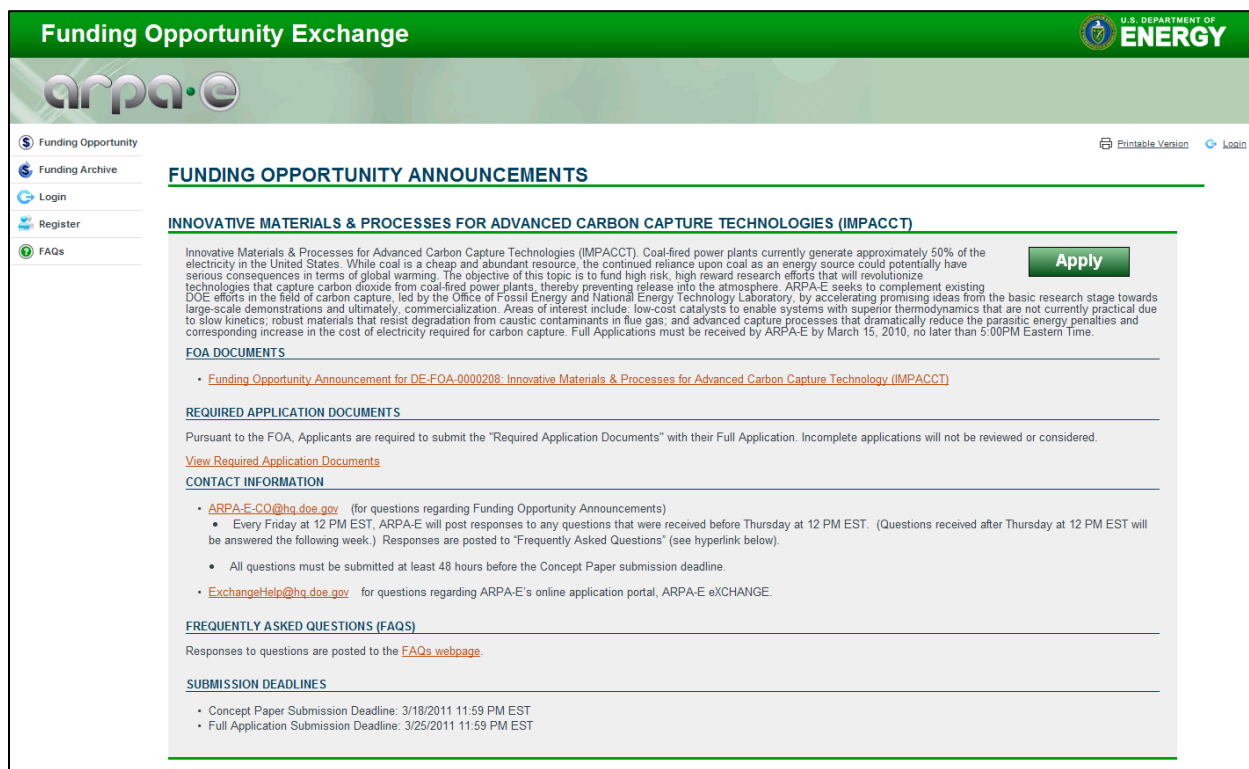 Funding Opportunity Exchange
U.S. DEPARTMENT OF
ENERGY
arpa·e
Funding Opportunity
Funding Archive
Login
Register
FAQs
Printable Version
Login
FUNDING OPPORTUNITY ANNOUNCEMENTS
INNOVATIVE MATERIALS & PROCESSES FOR ADVANCED CARBON CAPTURE TECHNOLOGIES (IMPACCT)
Innovative Materials & Processes for Advanced Carbon Capture Technologies (IMPACCT). Coal-fired power plants currently generate approximately 50% of the
electricity in the United States. While coal is a cheap and abundant resource, the continued reliance upon coal as an energy source could potentially have
serious consequences in terms of global warming. The objective of this topic is to fund high risk, high reward research efforts that will revolutionize
technologies that capture carbon dioxide from coal-fired power plants, thereby preventing release into the atmosphere. ARPA-E seeks to complement existing
DOE efforts in the field of carbon capture, led by the Office of Fossil Energy and National Energy Technology Laboratory, by accelerating promising ideas from the basic research stage towards
large-scale demonstrations and ultimately, commercialization. Areas of interest include: low-cost catalysts to enable systems with superior thermodynamics that are not currently practical due
to slow kinetics; robust materials that resist degradation from caustic contaminants in flue gas; and advanced capture processes that dramatically reduce the parasitic energy penalties and
corresponding increase in the cost of electricity required for carbon capture. Full Applications must be received by ARPA-E by March 15, 2010, no later than 5:00PM Eastern Time.
Apply
FOA DOCUMENTS
• Funding Opportunity Announcement for DE-FOA-0000208: Innovative Materials & Processes for Advanced Carbon Capture Technology (IMPACCT)
REQUIRED APPLICATION DOCUMENTS
Pursuant to the FOA, Applicants are required to submit the "Required Application Documents" with their Full Application. Incomplete applications will not be reviewed or considered.
View Required Application Documents
CONTACT INFORMATION
• ARPA-E-CO@hq.doe.gov (for questions regarding Funding Opportunity Announcements)
• Every Friday at 12 PM EST, ARPA-E will post responses to any questions that were received before Thursday at 12 PM EST. (Questions received after Thursday at 12 PM EST will
be answered the following week.) Responses are posted to “Frequently Asked Questions” (see hyperlink below).
• All questions must be submitted at least 48 hours before the Concept Paper submission deadline.
• ExchangeHelp@hq.doe.gov for questions regarding ARPA-E's online application portal, ARPA-E eXCHANGE.
FREQUENTLY ASKED QUESTIONS (FAQS)
Responses to questions are posted to the FAQs webpage.
SUBMISSION DEADLINES
• Concept Paper Submission Deadline: 3/18/2011 11:59 PM EST
• Full Application Submission Deadline: 3/25/2011 11:59 PM EST